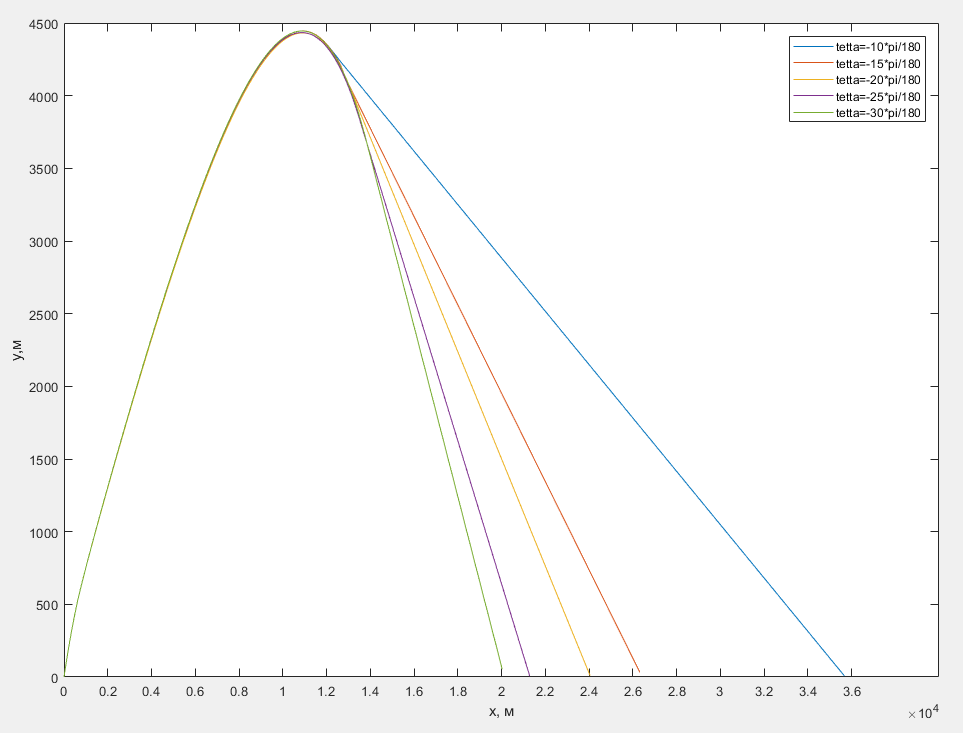 4500
4000
3500
3000
2500
2000
1500
1000
500
0
y,м
tetta=-10*pi/180
tetta=-15*pi/180
tetta=-20*pi/180
tetta=-25*pi/180
tetta=-30*pi/180
0 0.2 0.4 0.6 0.8 1 1.2 1.4 1.6 1.8 2 2.2 2.4 2.6 2.8 3 3.2 3.4 3.6
x, м
×10⁴